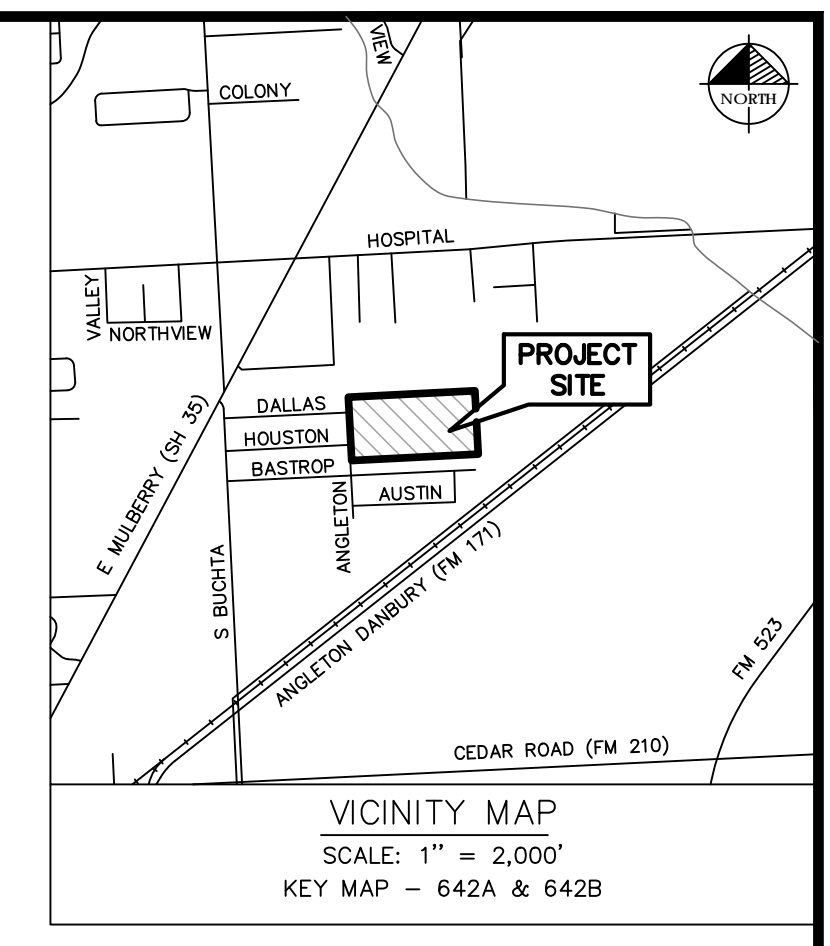 VIEW
COLONY
NORTH
HOSPITAL
VALLEY
NORTHVIEW
PROJECT
SITE
DALLAS
HOUSTON
BASTROP
AUSTIN
ANGLETON
E MULBERRY (SH 35)
S BUCHTA
ANGLETON DANBURY (FM 171)
FM 523
CEDAR ROAD (FM 210)
VICINITY MAP
SCALE: 1'' = 2,000'
KEY MAP – 642A & 642B